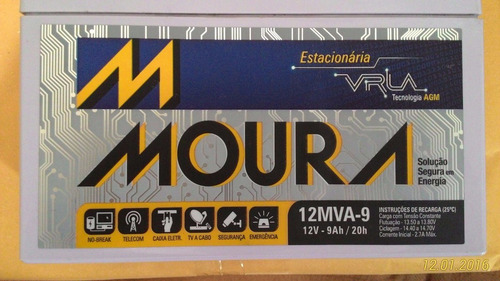 Estacionária
VRLA
Tecnologia AGM
M
MOURA
Solução
Segura em
Energia
NO-BREAK
TELECOM
CAIXA ELETR.
TV A CABO
SEGURANÇA
EMERGÊNCIA
12MVA-9
12V - 9Ah / 20h
INSTRUÇÕES DE RECARGA (25ºC)
Carga com Tensão Constante
Flutuação - 13.50 a 13.80V
Ciclagem - 14.40 a 14.70V
Corrente Inicial - 2.7A Máx.
12.01.2016